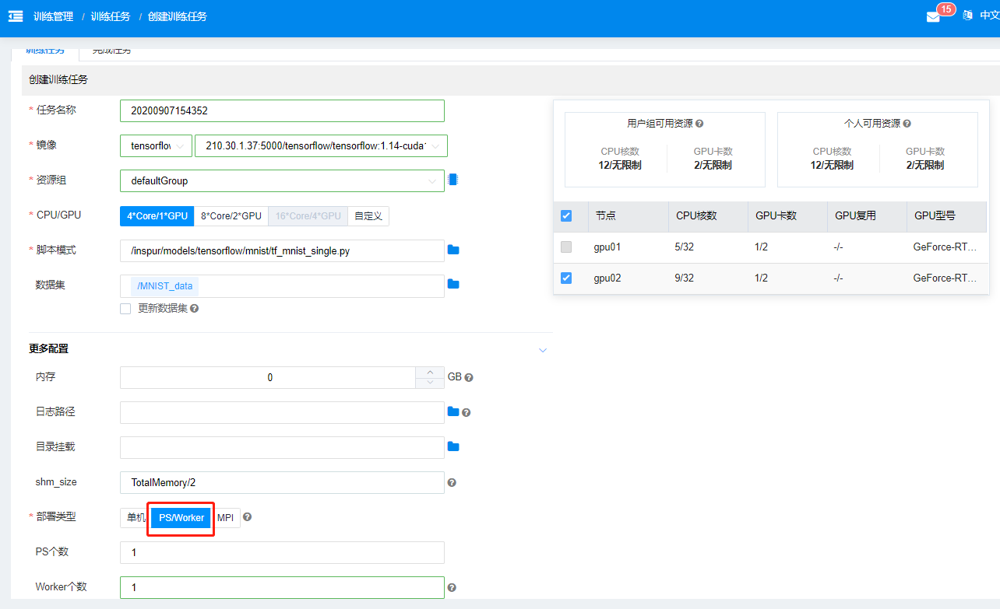 训练管理 / 训练任务 / 创建训练任务
15
中文
训练任务 完成任务
创建训练任务
* 任务名称 20200907154352
* 镜像 tensorflow 210.30.1.37:5000/tensorflow/tensorflow:1.14-cuda1
* 资源组 defaultGroup
* CPU/GPU 4*Core/1*GPU 8*Core/2*GPU 16*Core/4*GPU 自定义
* 脚本模式 /inspur/models/tensorflow/mnist/tf_mnist_single.py
数据集 /MNIST_data
更新数据集
更多配置
内存 0 GB
日志路径
目录挂载
shm_size TotalMemory/2
* 部署类型 单机 PS/Worker MPI
PS个数 1
Worker个数 1
用户组可用资源 个人可用资源
CPU核数 GPU卡数 CPU核数 GPU卡数
12/无限制 2/无限制 12/无限制 2/无限制
节点 CPU核数 GPU卡数 GPU复用 GPU型号
gpu01 5/32 1/2 -/- GeForce-RT...
gpu02 9/32 1/2 -/- GeForce-RT...